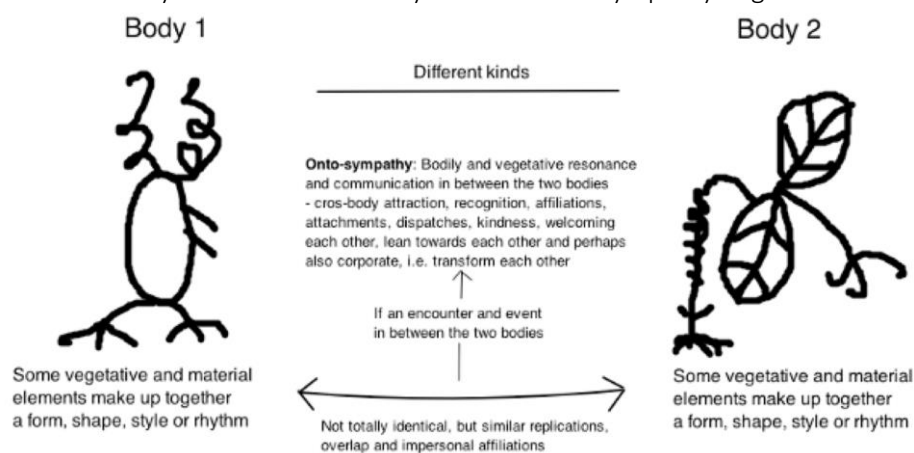 Body 1
Body 2
Different kinds
Onto-sympathy: Bodily and vegetative resonance
and communication in between the two bodies
- cros-body attraction, recognition, affiliations,
attachments, dispatches, kindness, welcoming
each other, lean towards each other and perhaps
also corporate, i.e. transform each other
If an encounter and event
in between the two bodies
Some vegetative and material
elements make up together
a form, shape, style or rhythm
Some vegetative and material
elements make up together
a form, shape, style or rhythm
Not totally identical, but similar replications,
overlap and impersonal affiliations